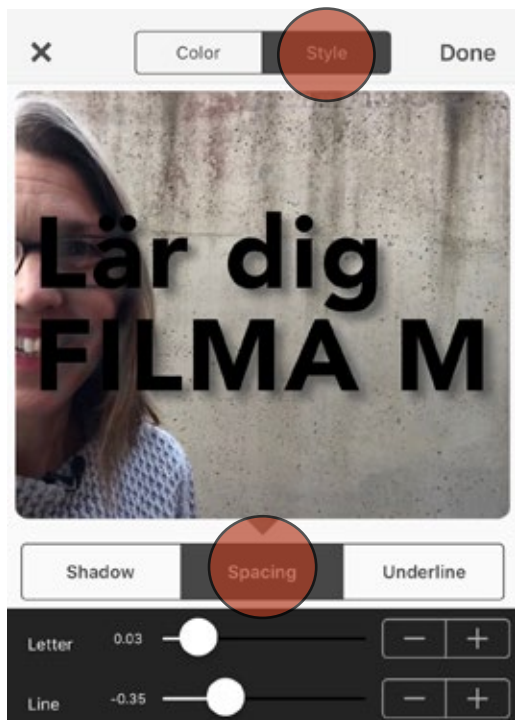 × Color Style Done
Lär dig
FILMA M
Shadow Spacing Underline
Letter 0.03 − +
Line -0.35 − +